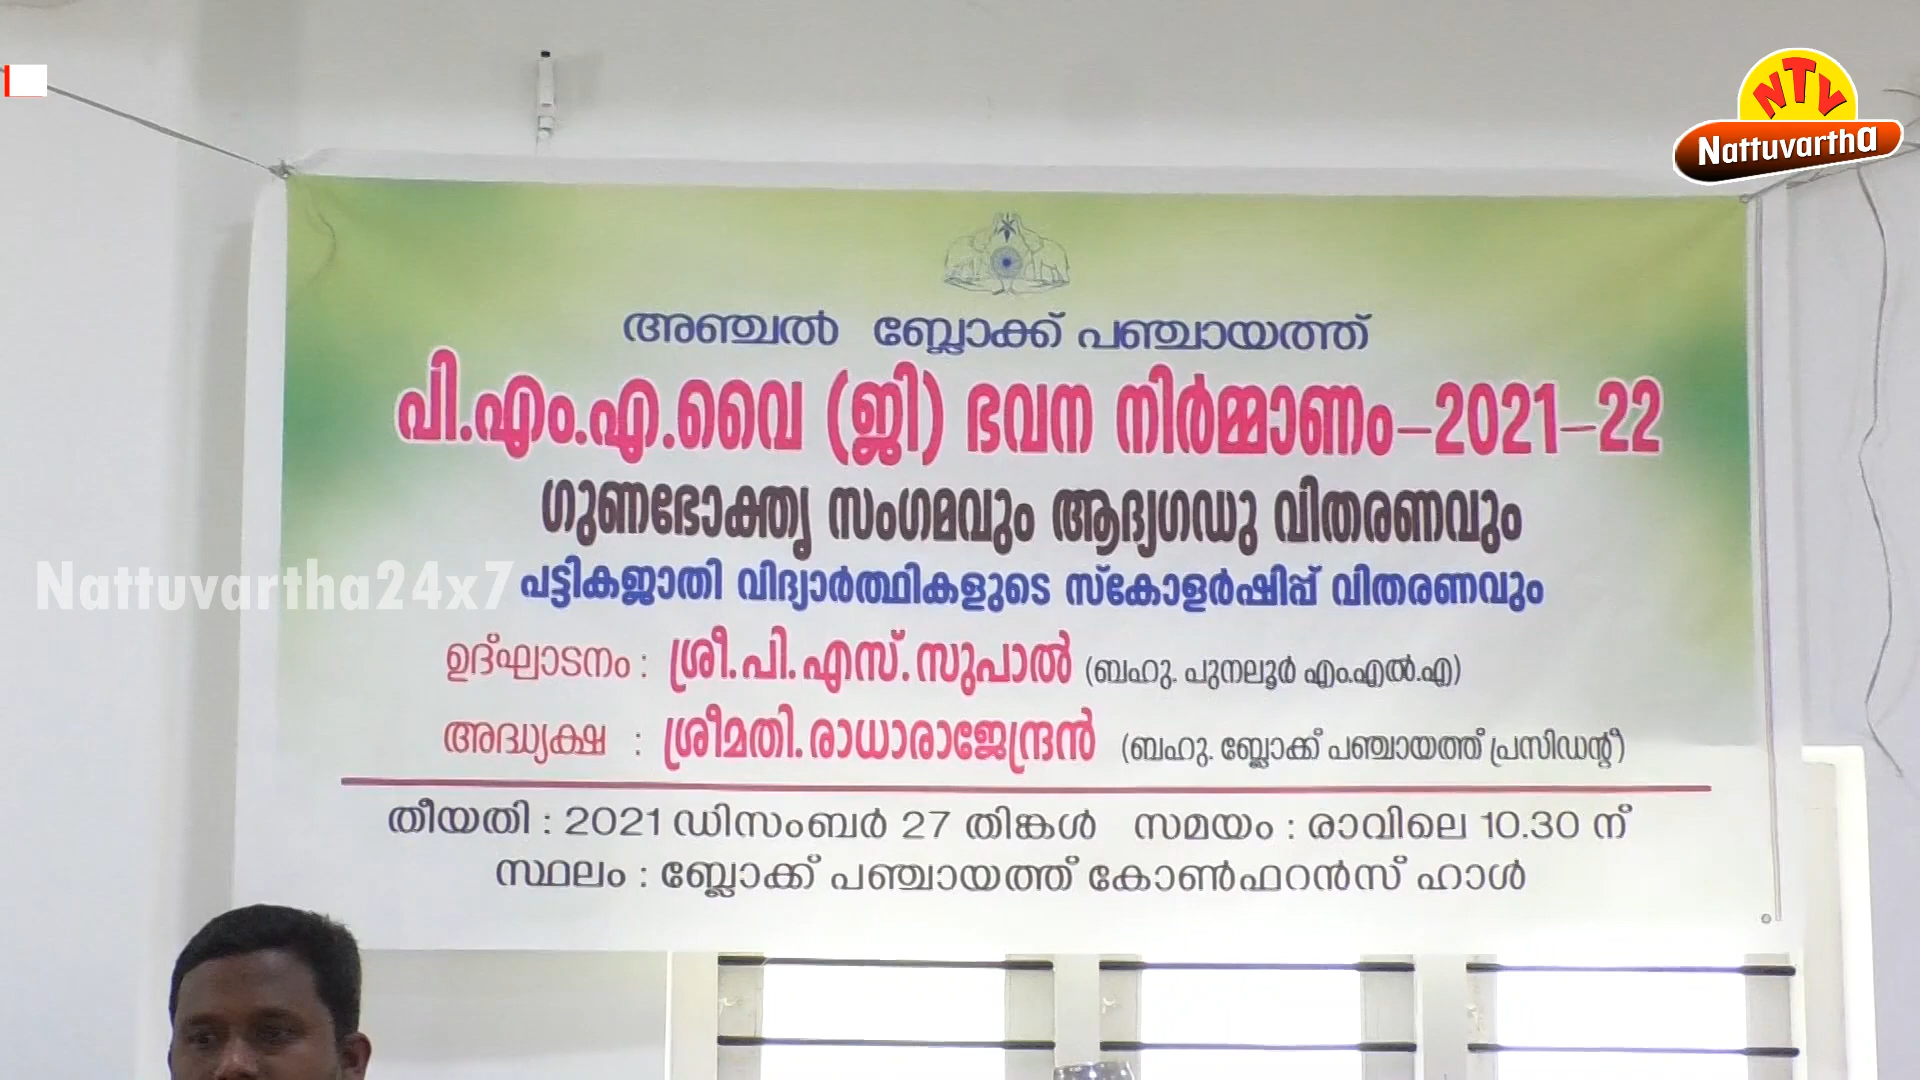 NTV
Nattuvartha
അഞ്ചൽ ബ്ലോക്ക് പഞ്ചായത്ത്
പി.എം.എ.വൈ (ജി) ഭവന നിർമ്മാണം-2021-22
ഗുണഭോക്തൃ സംഗമവും ആദ്യഗഡു വിതരണവും
Nattuvartha24x7
പട്ടികജാതി വിദ്യാർത്ഥികളുടെ സ്കോളർഷിപ്പ് വിതരണവും
ഉദ്ഘാടനം : ശ്രീ.പി.എസ്.സുപാൽ (ബഹു. പുനലൂർ എം.എൽ.എ)
അദ്ധ്യക്ഷ : ശ്രീമതി.രാധാരാജേന്ദ്രൻ (ബഹു. ബ്ലോക്ക് പഞ്ചായത്ത് പ്രസിഡന്റ്)
തീയതി : 2021 ഡിസംബർ 27 തിങ്കൾ സമയം : രാവിലെ 10.30 ന്
സ്ഥലം : ബ്ലോക്ക് പഞ്ചായത്ത് കോൺഫറൻസ് ഹാൾ